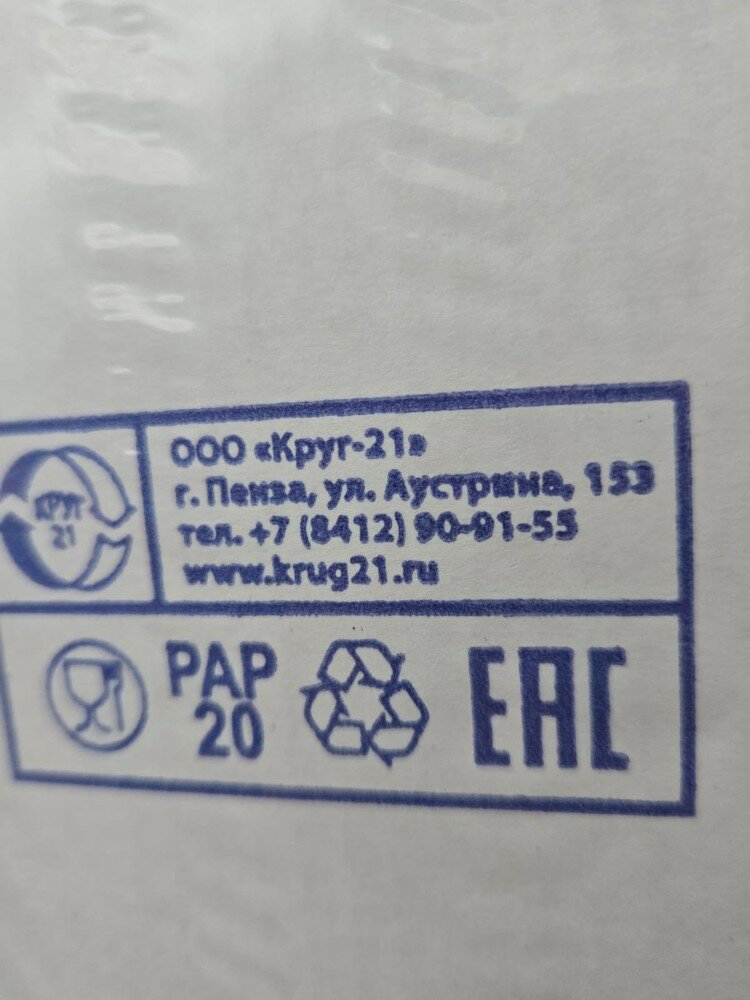 КРУГ
21
ООО «Круг-21»
г. Пенза, ул. Аустрина, 153
тел. +7 (8412) 90-91-55
www.krug21.ru
PAP
20
EAC